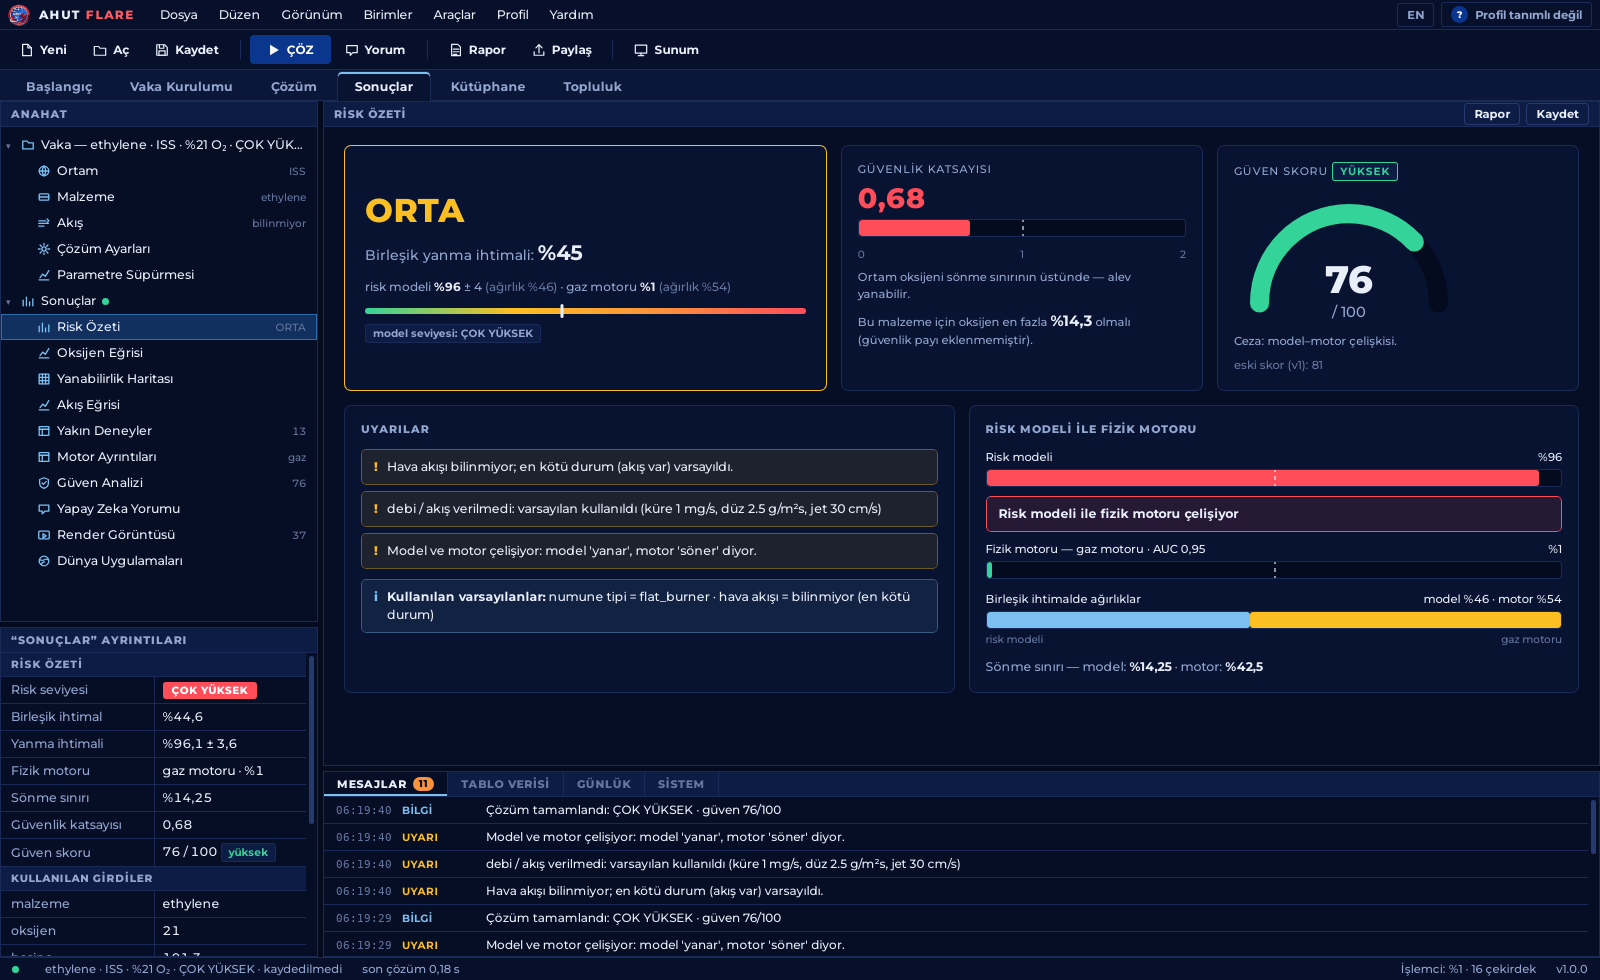 AHUT FLARE Dosya Düzen Görünüm Birimler Araçlar Profil Yardım EN ? Profil tanımlı değil
Yeni Aç Kaydet ÇÖZ Yorum Rapor Paylaş Sunum
Başlangıç Vaka Kurulumu Çözüm Sonuçlar Kütüphane Topluluk
ANAHAT
Vaka — ethylene · ISS · %21 O₂ · ÇOK YÜK...
Ortam ISS
Malzeme ethylene
Akış bilinmiyor
Çözüm Ayarları
Parametre Süpürmesi
Sonuçlar
Risk Özeti ORTA
Oksijen Eğrisi
Yanabilirlik Haritası
Akış Eğrisi
Yakın Deneyler 13
Motor Ayrıntıları gaz
Güven Analizi 76
Yapay Zeka Yorumu
Render Görüntüsü 37
Dünya Uygulamaları
“SONUÇLAR” AYRINTILARI
RİSK ÖZETİ
Risk seviyesi ÇOK YÜKSEK
Birleşik ihtimal %44,6
Yanma ihtimali %96,1 ± 3,6
Fizik motoru gaz motoru · %1
Sönme sınırı %14,25
Güvenlik katsayısı 0,68
Güven skoru 76 / 100 yüksek
KULLANILAN GİRDİLER
malzeme ethylene
oksijen 21
RİSK ÖZETİ Rapor Kaydet
ORTA
Birleşik yanma ihtimali: %45
risk modeli %96 ± 4 (ağırlık %46) · gaz motoru %1 (ağırlık %54)
model seviyesi: ÇOK YÜKSEK
GÜVENLİK KATSAYISI
0,68
0 1 2
Ortam oksijeni sönme sınırının üstünde — alev
yanabilir.
Bu malzeme için oksijen en fazla %14,3 olmalı
(güvenlik payı eklenmemiştir).
GÜVEN SKORU YÜKSEK
76
/ 100
Ceza: model–motor çelişkisi.
eski skor (v1): 81
UYARILAR
! Hava akışı bilinmiyor; en kötü durum (akış var) varsayıldı.
! debi / akış verilmedi: varsayılan kullanıldı (küre 1 mg/s, düz 2.5 g/m²s, jet 30 cm/s)
! Model ve motor çelişiyor: model 'yanar', motor 'söner' diyor.
i Kullanılan varsayılanlar: numune tipi = flat_burner · hava akışı = bilinmiyor (en kötü
durum)
RİSK MODELİ İLE FİZİK MOTORU
Risk modeli %96
Risk modeli ile fizik motoru çelişiyor
Fizik motoru — gaz motoru · AUC 0,95 %1
Birleşik ihtimalde ağırlıklar model %46 · motor %54
risk modeli gaz motoru
Sönme sınırı — model: %14,25 · motor: %42,5
MESAJLAR 11 TABLO VERİSİ GÜNLÜK SİSTEM
06:19:40 BİLGİ Çözüm tamamlandı: ÇOK YÜKSEK · güven 76/100
06:19:40 UYARI Model ve motor çelişiyor: model 'yanar', motor 'söner' diyor.
06:19:40 UYARI debi / akış verilmedi: varsayılan kullanıldı (küre 1 mg/s, düz 2.5 g/m²s, jet 30 cm/s)
06:19:40 UYARI Hava akışı bilinmiyor; en kötü durum (akış var) varsayıldı.
06:19:29 BİLGİ Çözüm tamamlandı: ÇOK YÜKSEK · güven 76/100
06:19:29 UYARI Model ve motor çelişiyor: model 'yanar', motor 'söner' diyor.
ethylene · ISS · %21 O₂ · ÇOK YÜKSEK · kaydedilmedi son çözüm 0,18 s İşlemci: %1 · 16 çekirdek v1.0.0